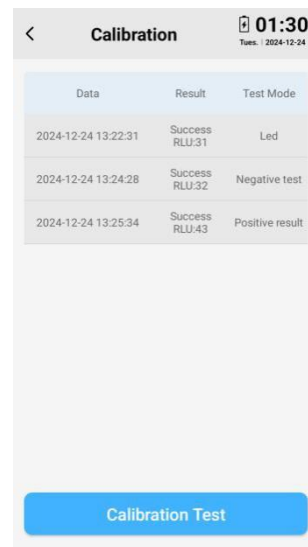 Calibration
01:30
Tues. | 2024-12-24
Data Result Test Mode
2024-12-24 13:22:31 Success RLU:31 Led
2024-12-24 13:24:28 Success RLU:32 Negative test
2024-12-24 13:25:34 Success RLU:43 Positive result
Calibration Test